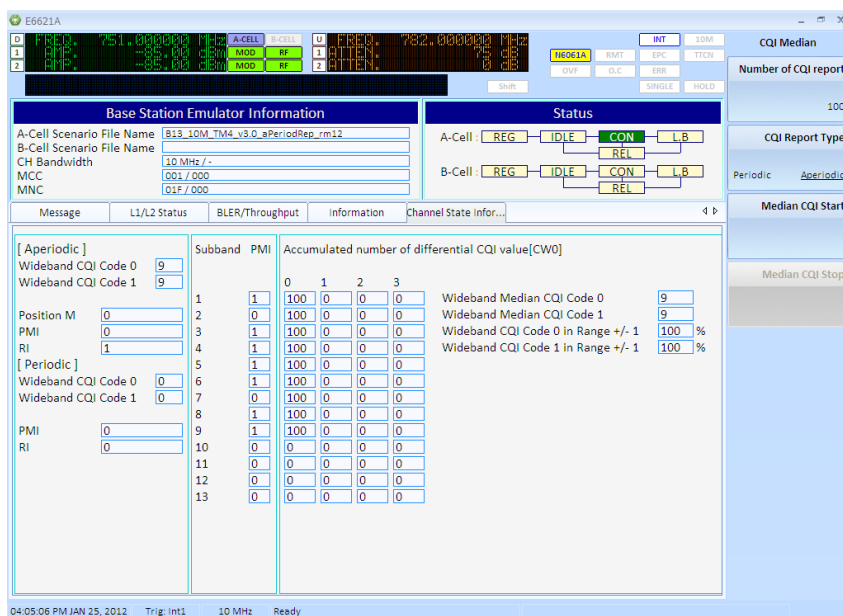 E6621A
D FREQ. 751.000000 MHz A-CELL B-CELL U FREQ. 782.000000 MHz INT 10M
1 AMP. -85.00 dBm MOD RF 1 ATTEN. 75 dB N6061A RMT EPC TTCN
2 AMP. -85.00 dBm MOD RF 2 ATTEN. OVF O.C ERR
Shift SINGLE HOLD
CQI Median
Number of CQI report
100
CQI Report Type
Periodic Aperiodic
Median CQI Start
Median CQI Stop
Base Station Emulator Information
A-Cell Scenario File Name B13_10M_TM4_v3.0_aPeriodRep_rm12
B-Cell Scenario File Name
CH Bandwidth 10 MHz / -
MCC 001 / 000
MNC 01F / 000
Status
A-Cell : REG IDLE CON L.B
REL
B-Cell : REG IDLE CON L.B
REL
Message L1/L2 Status BLER/Throughput Information Channel State Infor...
[ Aperiodic ]
Wideband CQI Code 0 9
Wideband CQI Code 1 9
Position M 0
PMI 0
RI 1
[ Periodic ]
Wideband CQI Code 0 0
Wideband CQI Code 1 0
PMI 0
RI 0
Subband PMI Accumulated number of differential CQI value[CW0]
0 1 2 3
1 1 100 0 0 0
2 0 100 0 0 0
3 1 100 0 0 0
4 1 100 0 0 0
5 1 100 0 0 0
6 1 100 0 0 0
7 0 100 0 0 0
8 1 100 0 0 0
9 1 100 0 0 0
10 0 0 0 0 0
11 0 0 0 0 0
12 0 0 0 0 0
13 0 0 0 0 0
Wideband Median CQI Code 0 9
Wideband Median CQI Code 1 9
Wideband CQI Code 0 in Range +/- 1 100 %
Wideband CQI Code 1 in Range +/- 1 100 %
04:05:06 PM JAN 25, 2012 Trig: Int1 10 MHz Ready